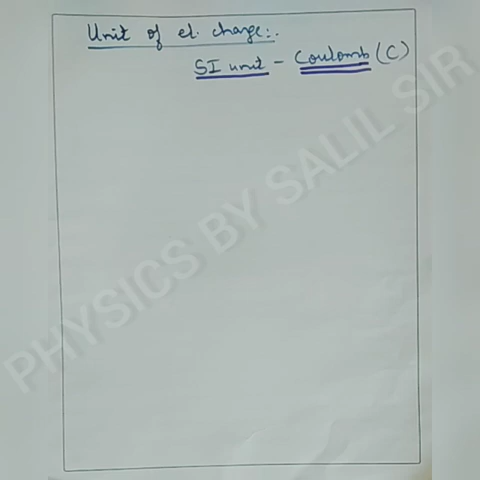 Unit of el. charge:.
SI unit - Coulomb (C)
PHYSICS BY SALIL SIR